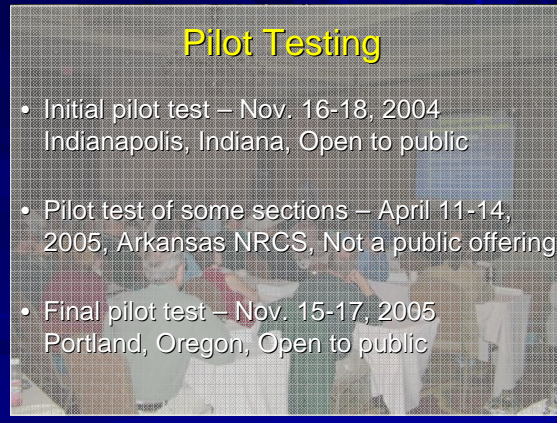 Pilot Testing
• Initial pilot test – Nov. 16-18, 2004
Indianapolis, Indiana, Open to public
• Pilot test of some sections – April 11-14,
2005, Arkansas NRCS, Not a public offering
• Final pilot test – Nov. 15-17, 2005
Portland, Oregon, Open to public